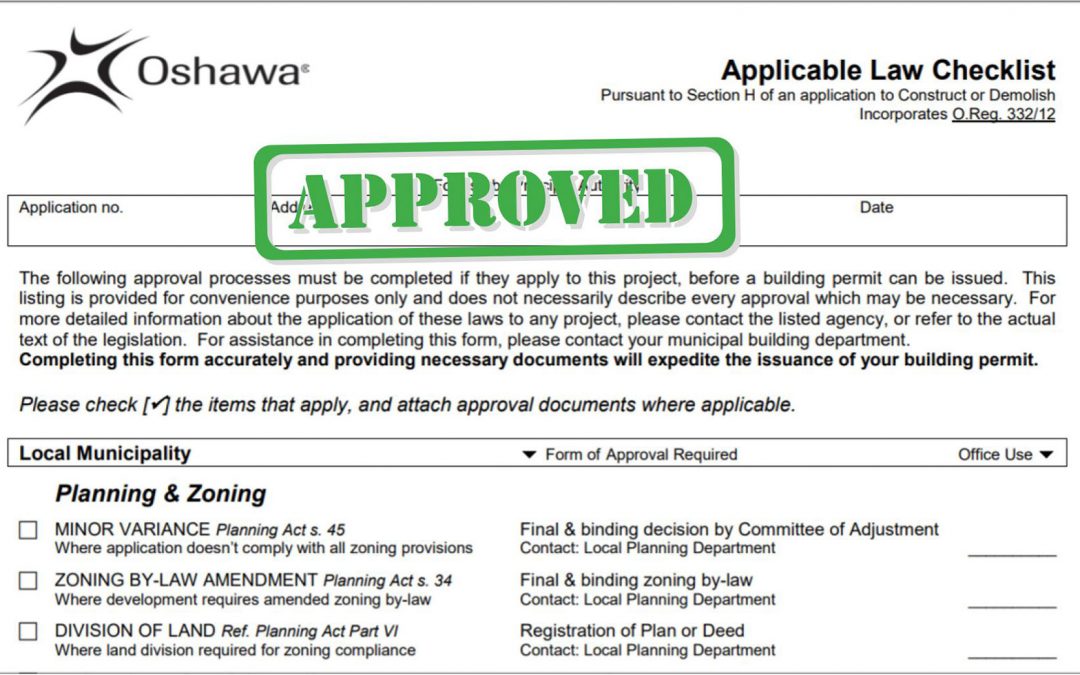 Oshawa
Applicable Law Checklist
Pursuant to Section H of an application to Construct or Demolish
Incorporates O.Reg. 332/12
APPROVED
Application no.
Date
The following approval processes must be completed if they apply to this project, before a building permit can be issued. This
listing is provided for convenience purposes only and does not necessarily describe every approval which may be necessary. For
more detailed information about the application of these laws to any project, please contact the listed agency, or refer to the actual
text of the legislation. For assistance in completing this form, please contact your municipal building department.
Completing this form accurately and providing necessary documents will expedite the issuance of your building permit.
Please check [✓] the items that apply, and attach approval documents where applicable.
Local Municipality ▼ Form of Approval Required Office Use ▼
Planning & Zoning
MINOR VARIANCE Planning Act s. 45 Final & binding decision by Committee of Adjustment
Where application doesn't comply with all zoning provisions Contact: Local Planning Department
ZONING BY-LAW AMENDMENT Planning Act s. 34 Final & binding zoning by-law
Where development requires amended zoning by-law Contact: Local Planning Department
DIVISION OF LAND Ref. Planning Act Part VI Registration of Plan or Deed
Where land division required for zoning compliance Contact: Local Planning Department